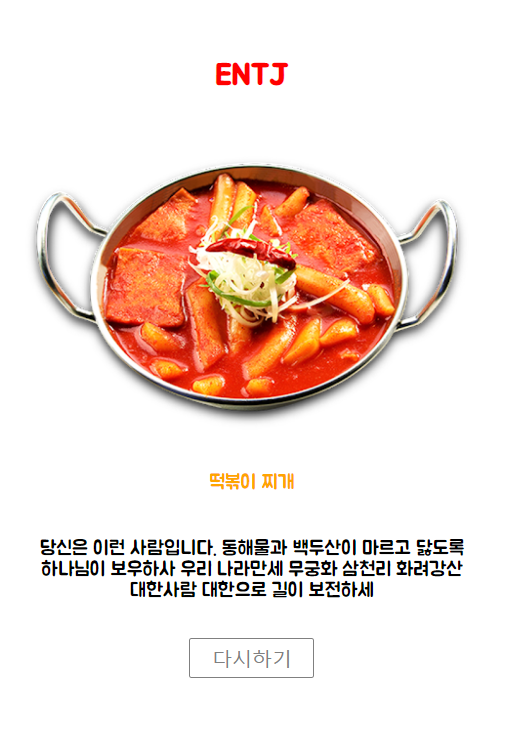 ENTJ
떡볶이 찌개
당신은 이런 사람입니다. 동해물과 백두산이 마르고 닳도록
하나님이 보우하사 우리 나라만세 무궁화 삼천리 화려강산
대한사람 대한으로 길이 보전하세
다시하기